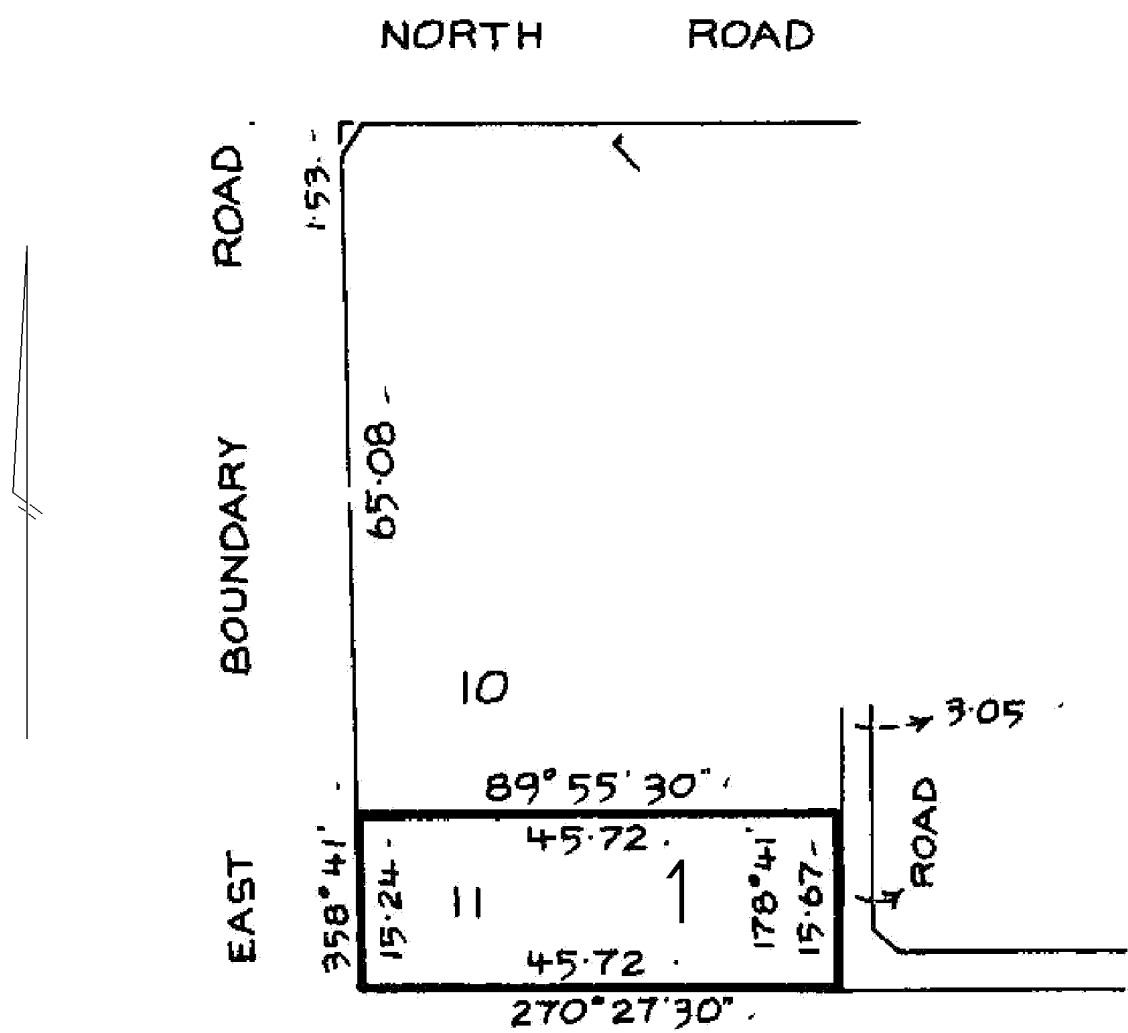 NORTH ROAD
EAST BOUNDARY ROAD
1·53
65·08
10
3·05
ROAD
89° 55' 30"
45·72
358° 41'
15·24
11
1
178° 41'
15·67
45·72
270° 27' 30"